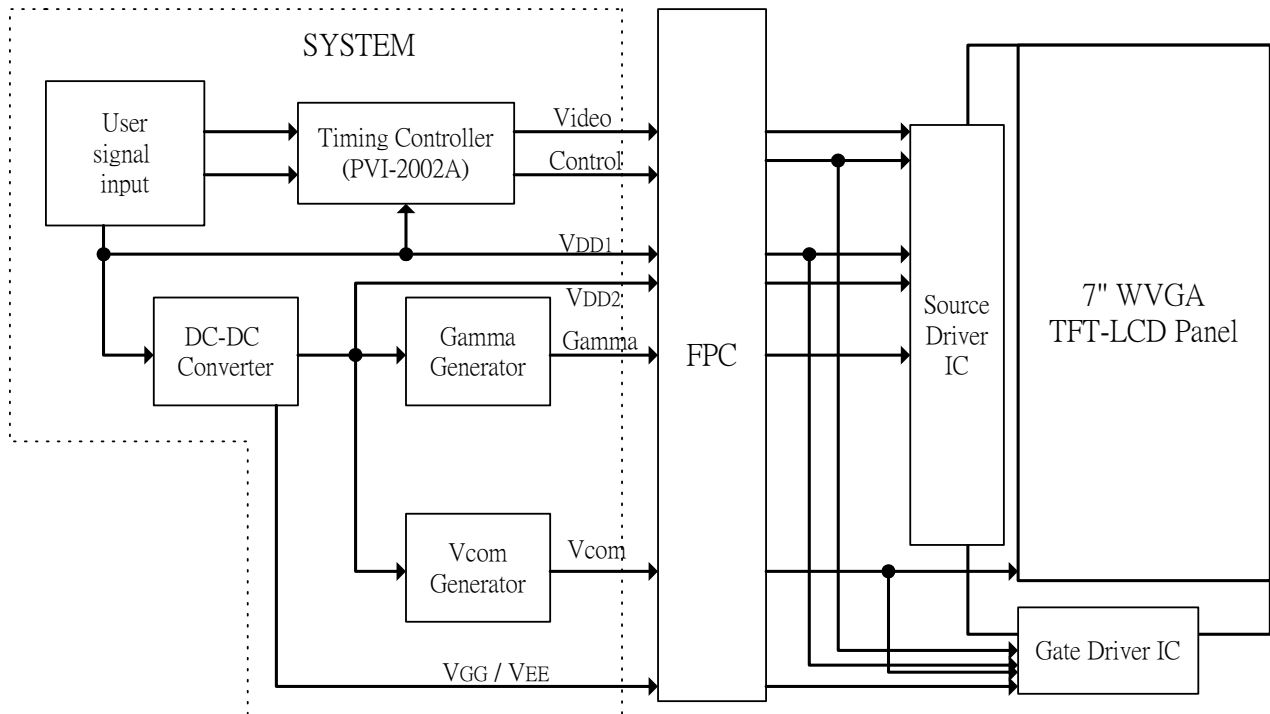 SYSTEM
User
signal
input
Timing Controller
(PVI-2002A)
Video
Control
VDD1
VDD2
DC-DC
Converter
Gamma
Generator
Gamma
FPC
Source
Driver
IC
7" WVGA
TFT-LCD Panel
Vcom
Generator
Vcom
Gate Driver IC
VGG / VEE